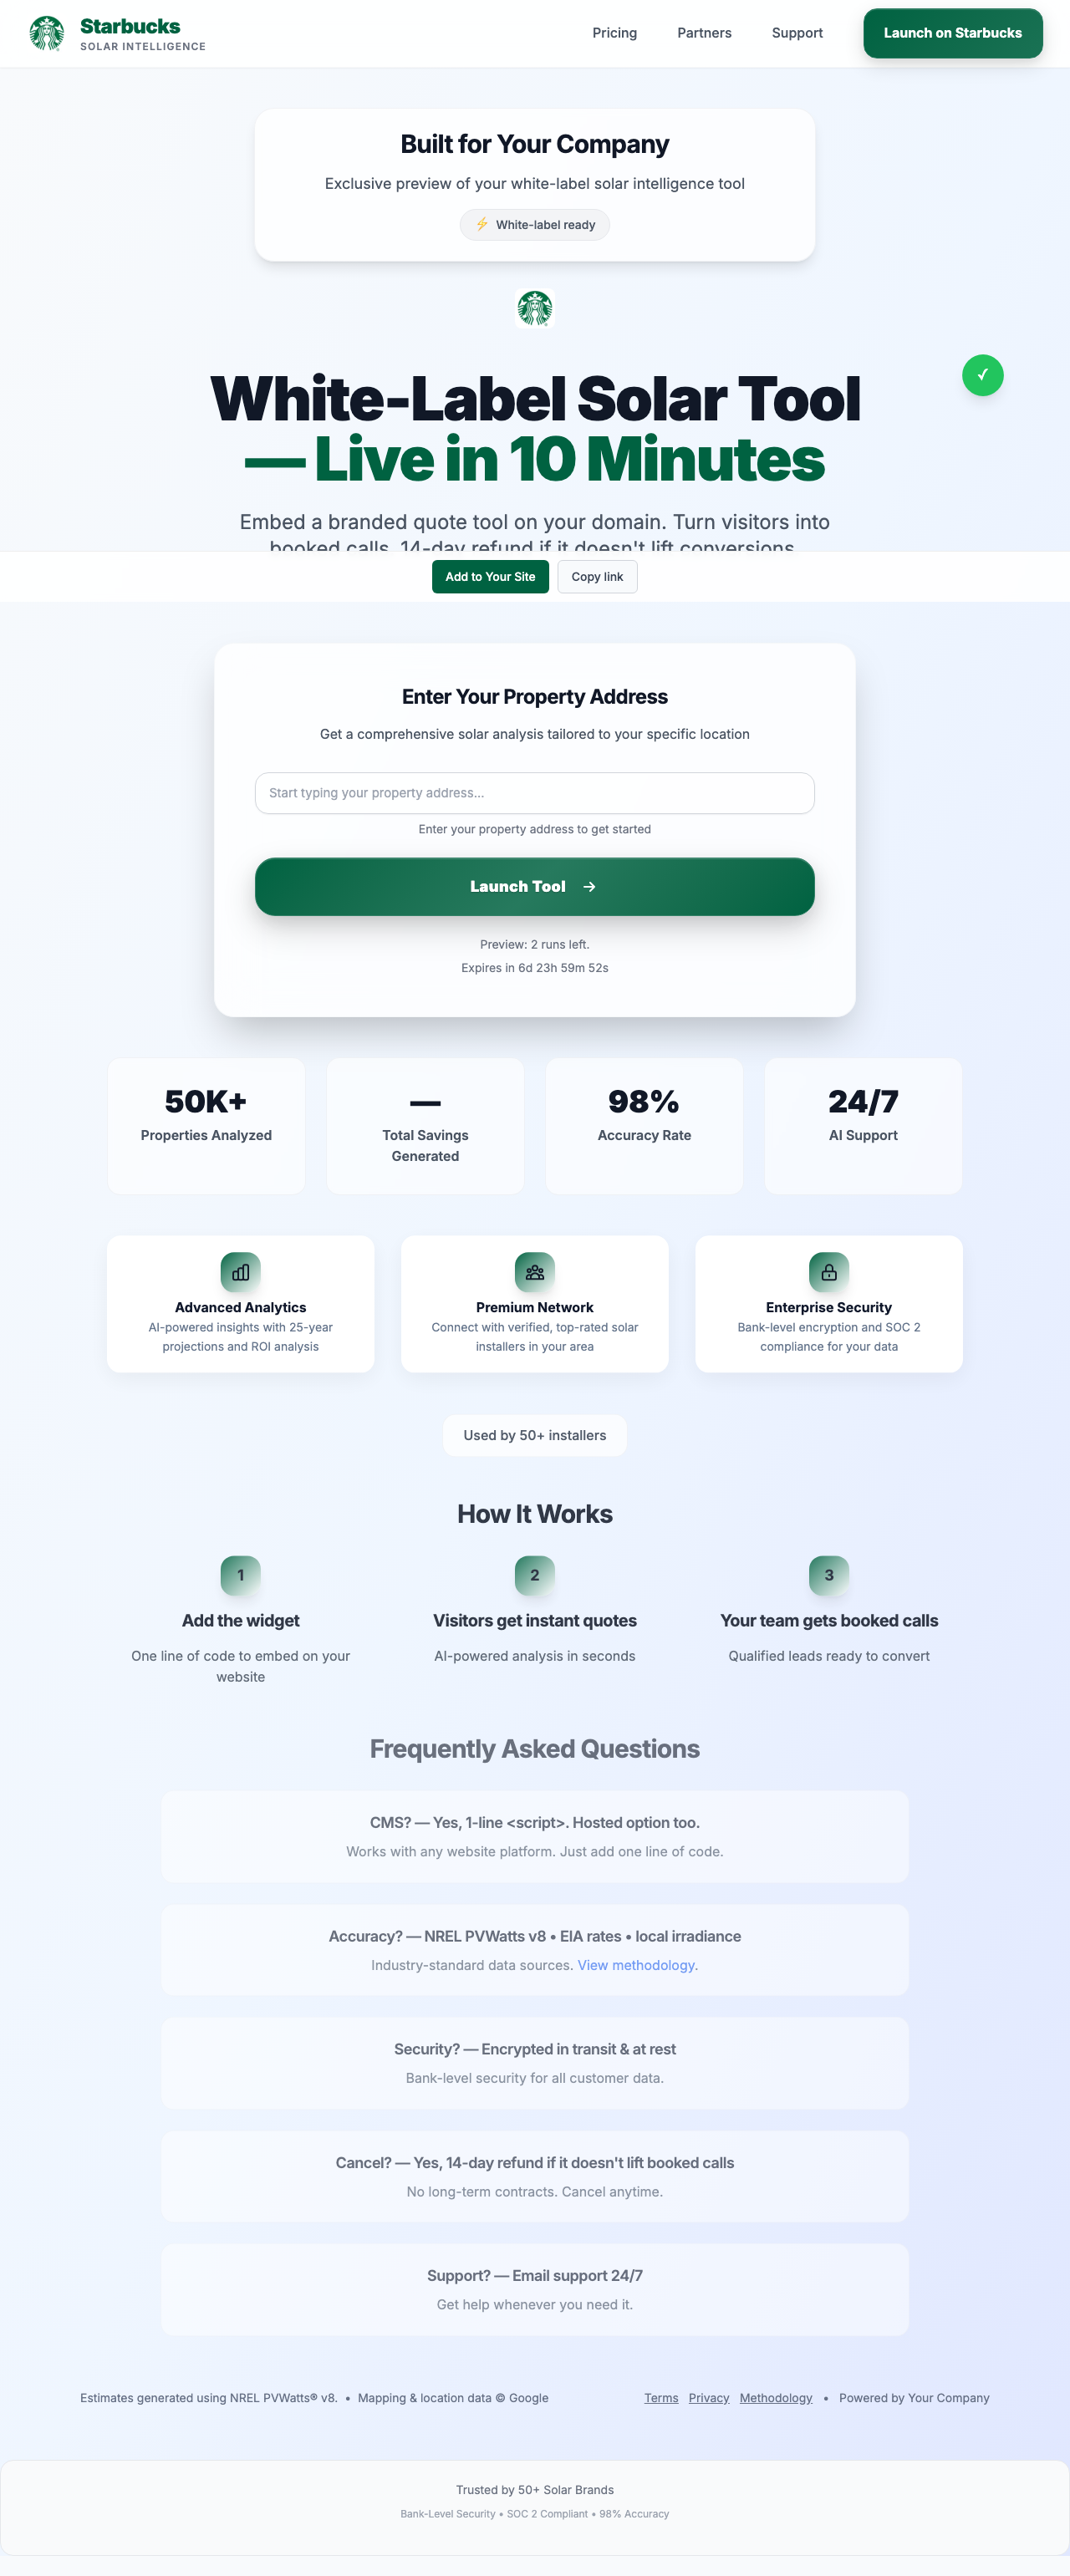 Starbucks
SOLAR INTELLIGENCE
Pricing
Partners
Support
Launch on Starbucks
Built for Your Company
Exclusive preview of your white-label solar intelligence tool
⚡ White-label ready
White-Label Solar Tool
— Live in 10 Minutes
Embed a branded quote tool on your domain. Turn visitors into
booked calls. 14-day refund if it doesn't lift conversions.
Add to Your Site
Copy link
Enter Your Property Address
Get a comprehensive solar analysis tailored to your specific location
Start typing your property address...
Enter your property address to get started
Launch Tool →
Preview: 2 runs left.
Expires in 6d 23h 59m 52s
50K+
Properties Analyzed
—
Total Savings
Generated
98%
Accuracy Rate
24/7
AI Support
Advanced Analytics
AI-powered insights with 25-year
projections and ROI analysis
Premium Network
Connect with verified, top-rated solar
installers in your area
Enterprise Security
Bank-level encryption and SOC 2
compliance for your data
Used by 50+ installers
How It Works
1
Add the widget
One line of code to embed on your
website
2
Visitors get instant quotes
AI-powered analysis in seconds
3
Your team gets booked calls
Qualified leads ready to convert
Frequently Asked Questions
CMS? — Yes, 1-line <script>. Hosted option too.
Works with any website platform. Just add one line of code.
Accuracy? — NREL PVWatts v8 • EIA rates • local irradiance
Industry-standard data sources. View methodology.
Security? — Encrypted in transit & at rest
Bank-level security for all customer data.
Cancel? — Yes, 14-day refund if it doesn't lift booked calls
No long-term contracts. Cancel anytime.
Support? — Email support 24/7
Get help whenever you need it.
Estimates generated using NREL PVWatts® v8. • Mapping & location data © Google
Terms Privacy Methodology • Powered by Your Company
Trusted by 50+ Solar Brands
Bank-Level Security • SOC 2 Compliant • 98% Accuracy